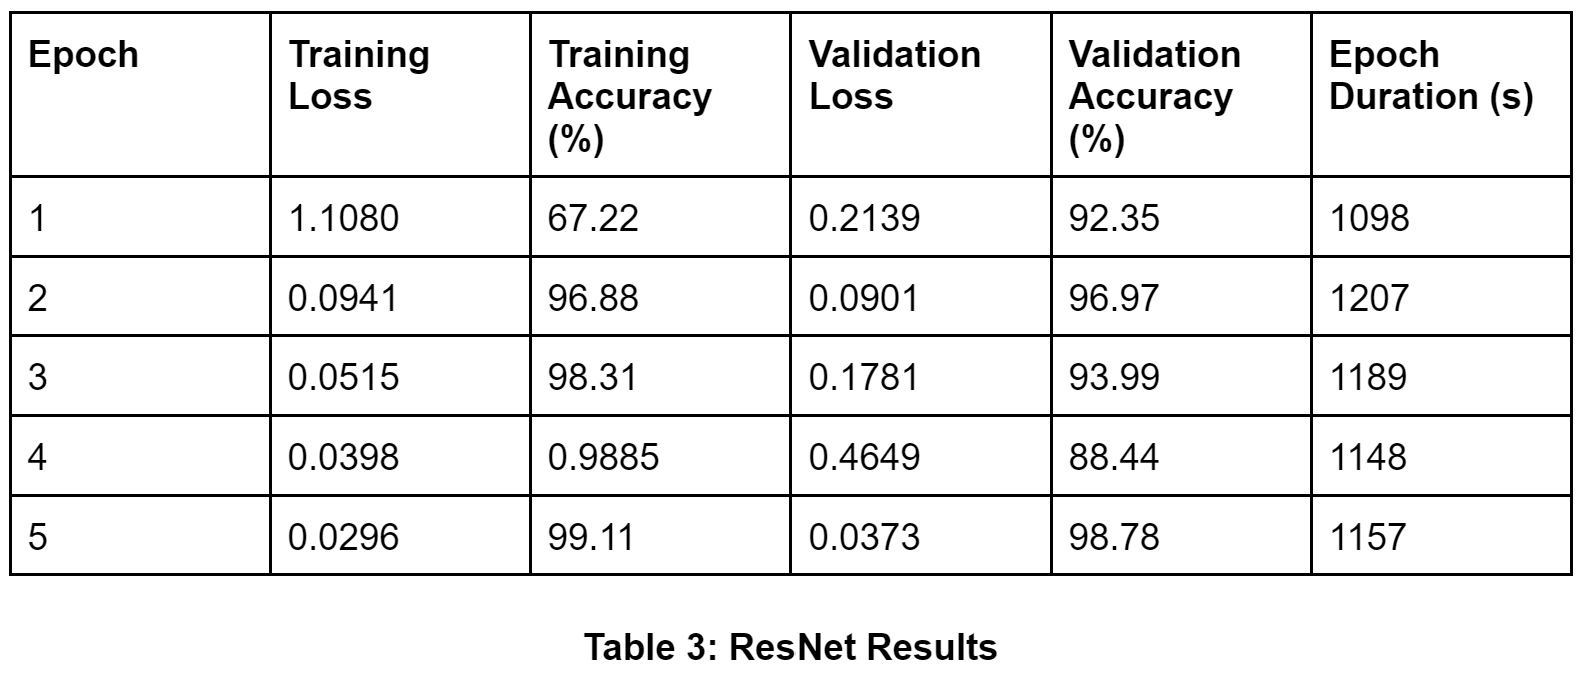 Epoch Training Loss Training Accuracy (%) Validation Loss Validation Accuracy (%) Epoch Duration (s)
1 1.1080 67.22 0.2139 92.35 1098
2 0.0941 96.88 0.0901 96.97 1207
3 0.0515 98.31 0.1781 93.99 1189
4 0.0398 0.9885 0.4649 88.44 1148
5 0.0296 99.11 0.0373 98.78 1157
Table 3: ResNet Results